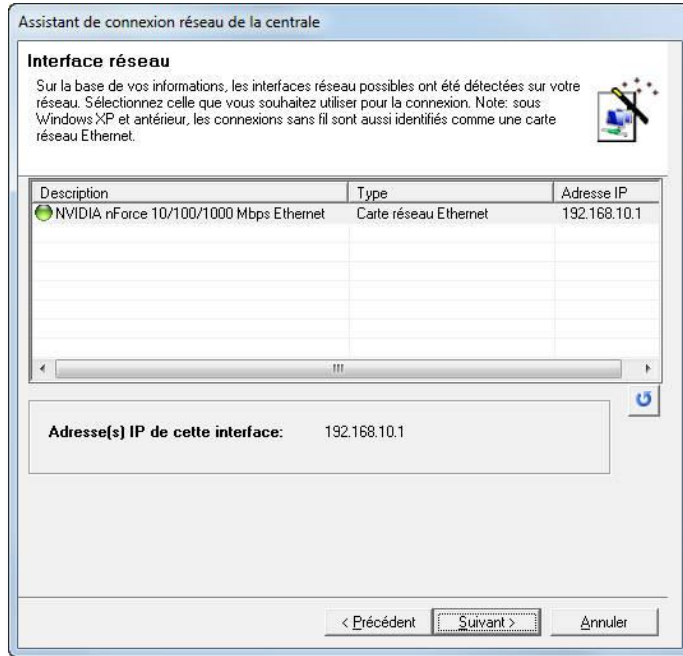 Assistant de connexion réseau de la centrale
Interface réseau
Sur la base de vos informations, les interfaces réseau possibles ont été détectées sur votre
réseau. Sélectionnez celle que vous souhaitez utiliser pour la connexion. Note: sous
Windows XP et antérieur, les connexions sans fil sont aussi identifiés comme une carte
réseau Ethernet.
Description Type Adresse IP
NVIDIA nForce 10/100/1000 Mbps Ethernet Carte réseau Ethernet 192.168.10.1
Adresse(s) IP de cette interface: 192.168.10.1
< Précédent Suivant > Annuler